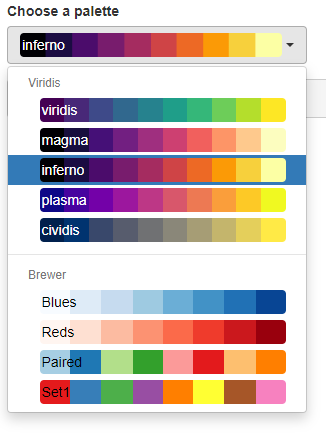 Choose a palette
inferno
Viridis
viridis
magma
inferno
plasma
cividis
Brewer
Blues
Reds
Paired
Set1